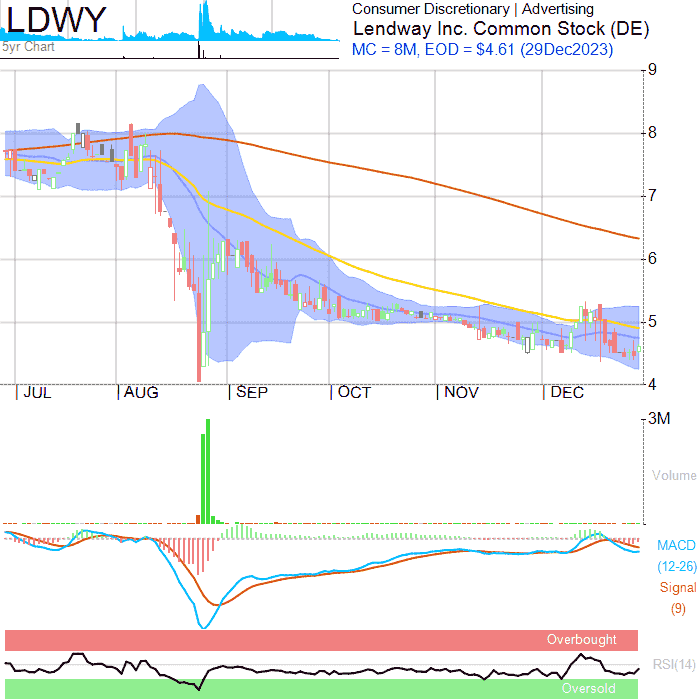 LDWY
5yr Chart
Consumer Discretionary | Advertising
Lendway Inc. Common Stock (DE)
MC = 8M, EOD = $4.61 (29Dec2023)
9
8
7
6
5
4
JUL AUG SEP OCT NOV DEC
3M
Volume
MACD
(12-26)
Signal
(9)
Overbought
RSI(14)
Oversold